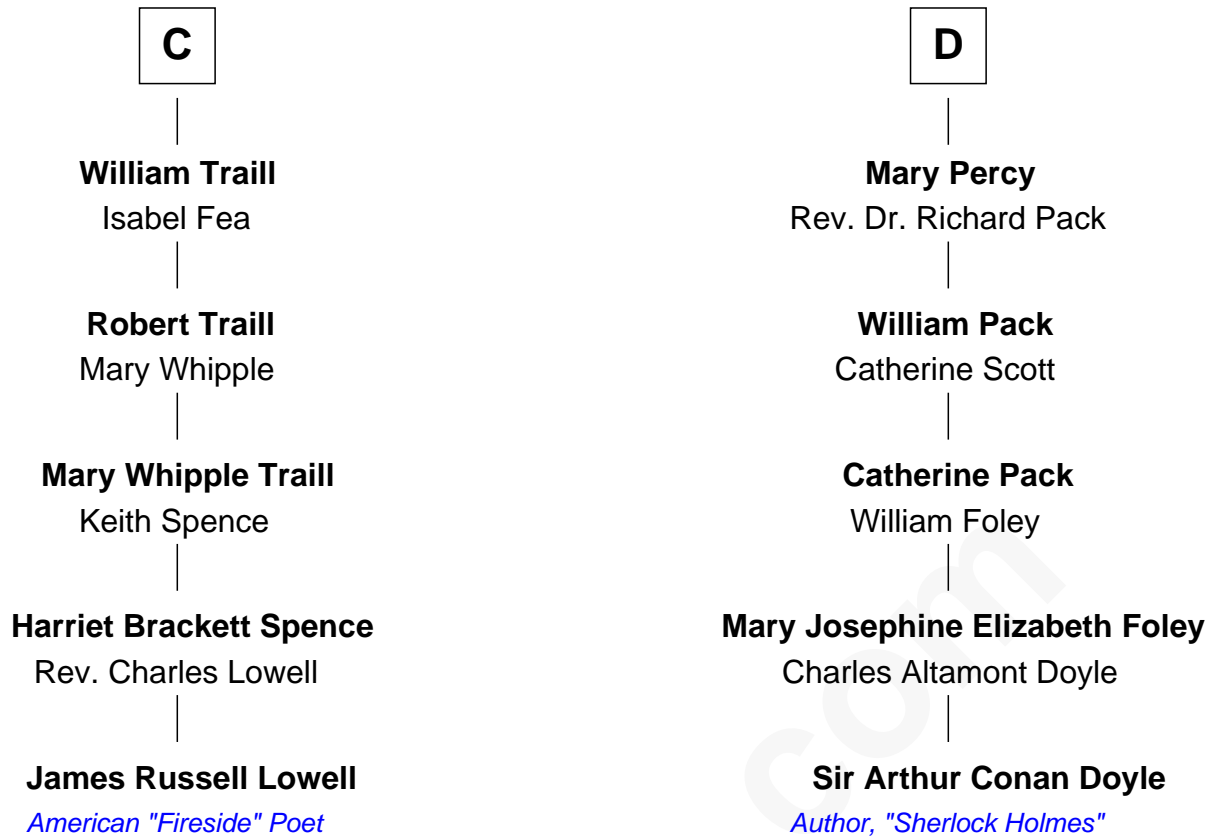 C
William Traill
Isabel Fea
Robert Traill
Mary Whipple
Mary Whipple Traill
Keith Spence
Harriet Brackett Spence
Rev. Charles Lowell
James Russell Lowell
American "Fireside" Poet
D
Mary Percy
Rev. Dr. Richard Pack
William Pack
Catherine Scott
Catherine Pack
William Foley
Mary Josephine Elizabeth Foley
Charles Altamont Doyle
Sir Arthur Conan Doyle
Author, "Sherlock Holmes"
com